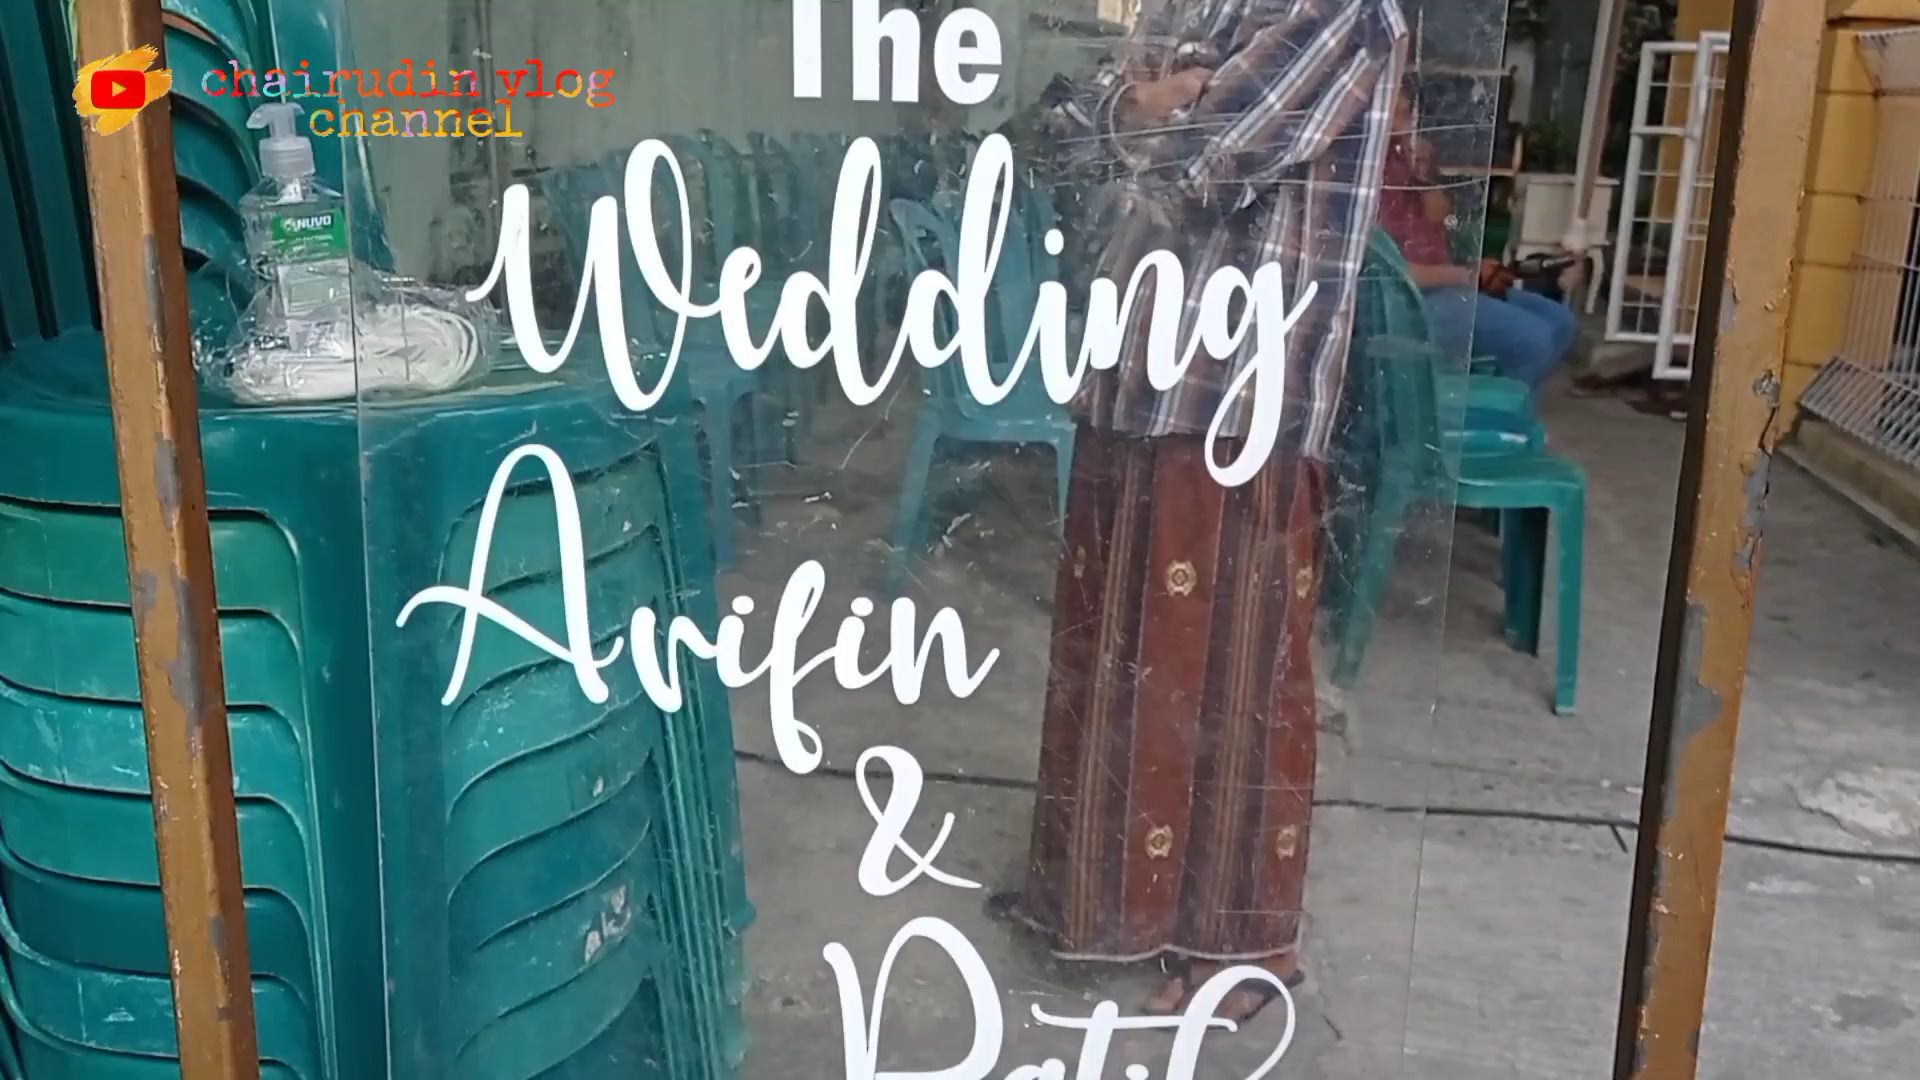 chairudin vlog
channel
The
NUVO
Wedding
Arifin
&